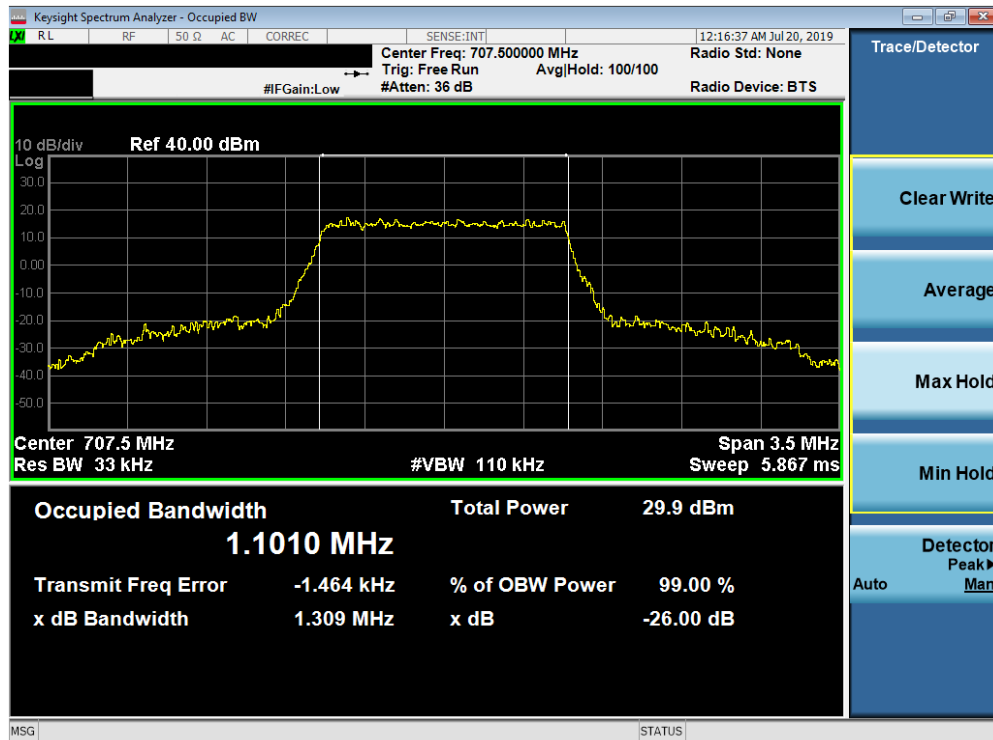 Keysight Spectrum Analyzer - Occupied BW
LXI RL RF 50 Ω AC CORREC SENSE:INT 12:16:37 AM Jul 20, 2019
Center Freq: 707.500000 MHz Radio Std: None
Trig: Free Run Avg|Hold: 100/100
#IFGain:Low #Atten: 36 dB Radio Device: BTS
Trace/Detector
10 dB/div Ref 40.00 dBm
Log
30.0
20.0
10.0
0.00
-10.0
-20.0
-30.0
-40.0
-50.0
Center 707.5 MHz Span 3.5 MHz
Res BW 33 kHz #VBW 110 kHz Sweep 5.867 ms
Occupied Bandwidth Total Power 29.9 dBm
1.1010 MHz
Transmit Freq Error -1.464 kHz % of OBW Power 99.00 %
x dB Bandwidth 1.309 MHz x dB -26.00 dB
Clear Write
Average
Max Hold
Min Hold
Detector
Peak▶
Auto Man
MSG STATUS